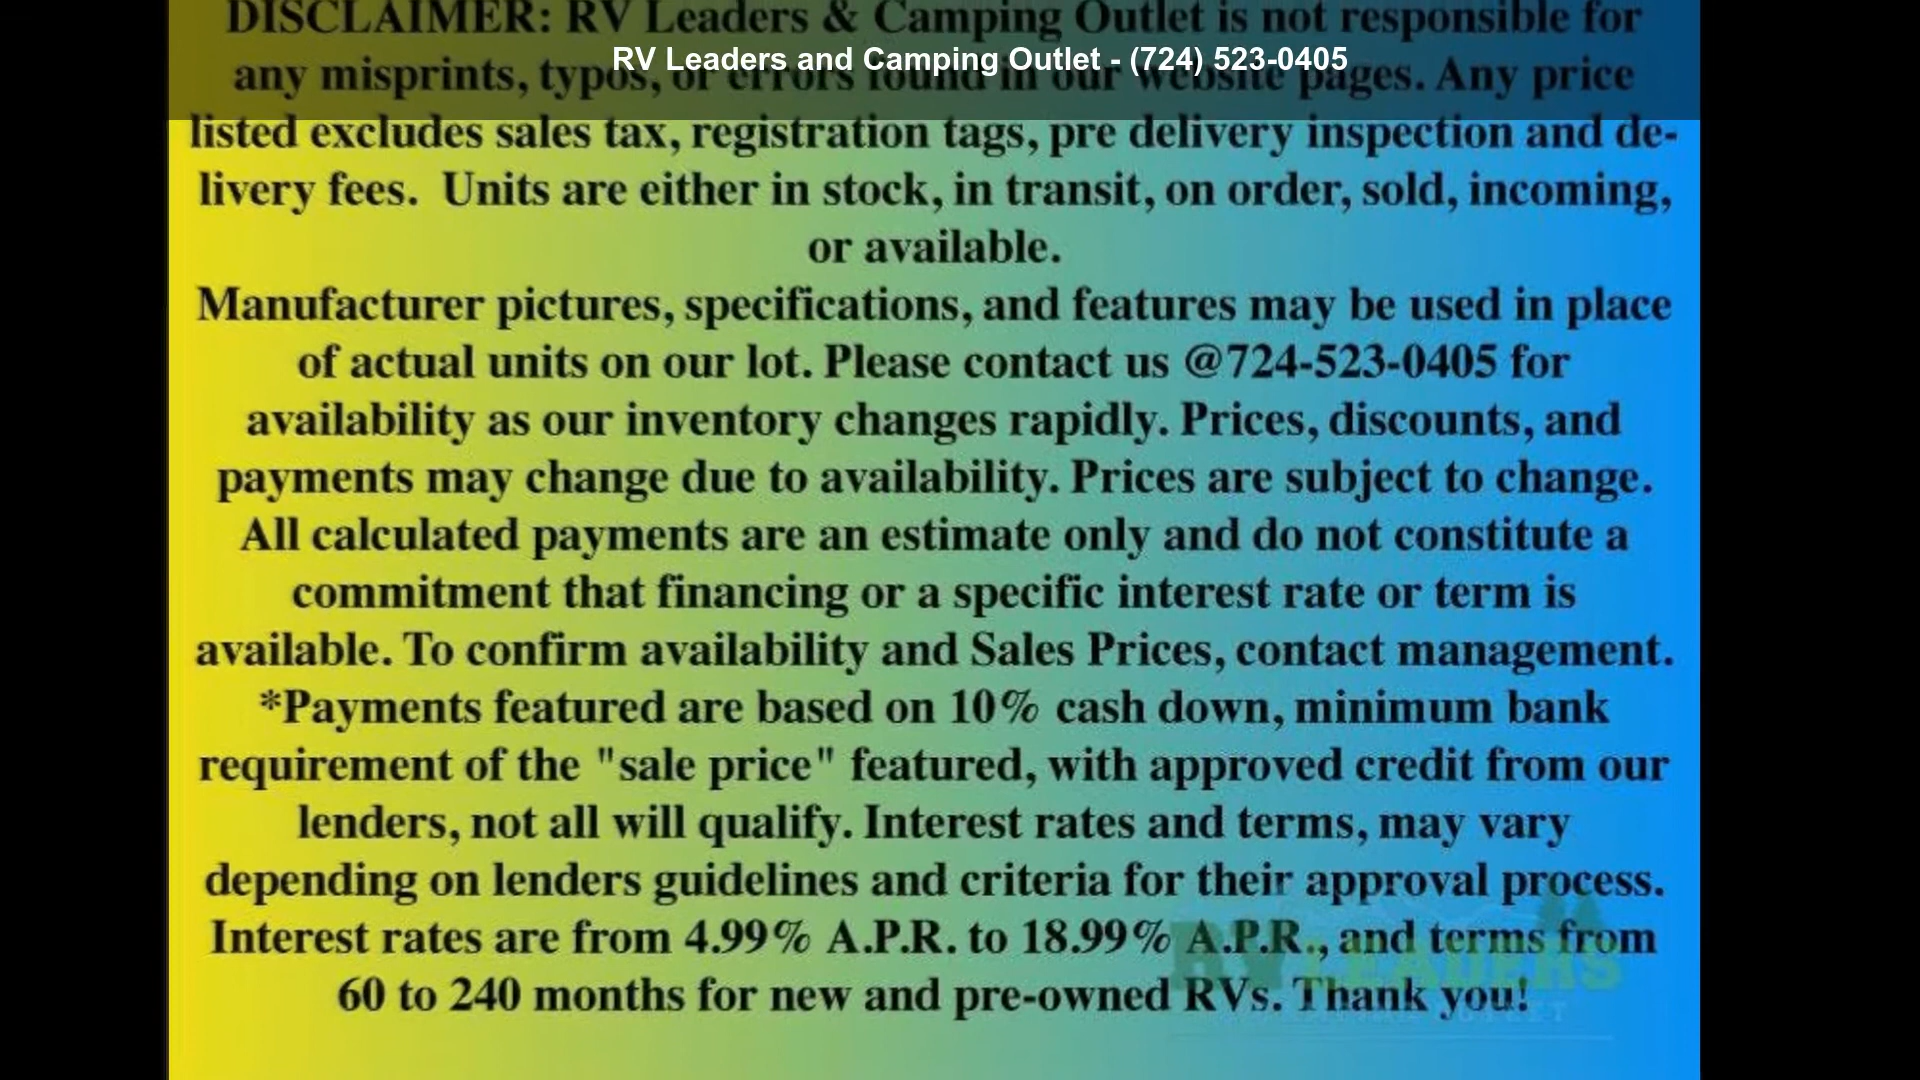 DISCLAIMER: RV Leaders & Camping Outlet is not responsible for
RV Leaders and Camping Outlet - (724) 523-0405
any misprints, typos, or errors found in our website pages. Any price
listed excludes sales tax, registration tags, pre delivery inspection and de-
livery fees. Units are either in stock, in transit, on order, sold, incoming,
or available.
Manufacturer pictures, specifications, and features may be used in place
of actual units on our lot. Please contact us @724-523-0405 for
availability as our inventory changes rapidly. Prices, discounts, and
payments may change due to availability. Prices are subject to change.
All calculated payments are an estimate only and do not constitute a
commitment that financing or a specific interest rate or term is
available. To confirm availability and Sales Prices, contact management.
*Payments featured are based on 10% cash down, minimum bank
requirement of the "sale price" featured, with approved credit from our
lenders, not all will qualify. Interest rates and terms, may vary
depending on lenders guidelines and criteria for their approval process.
Interest rates are from 4.99% A.P.R. to 18.99% A.P.R., and terms from
RV LEADERS
60 to 240 months for new and pre-owned RVs. Thank you!